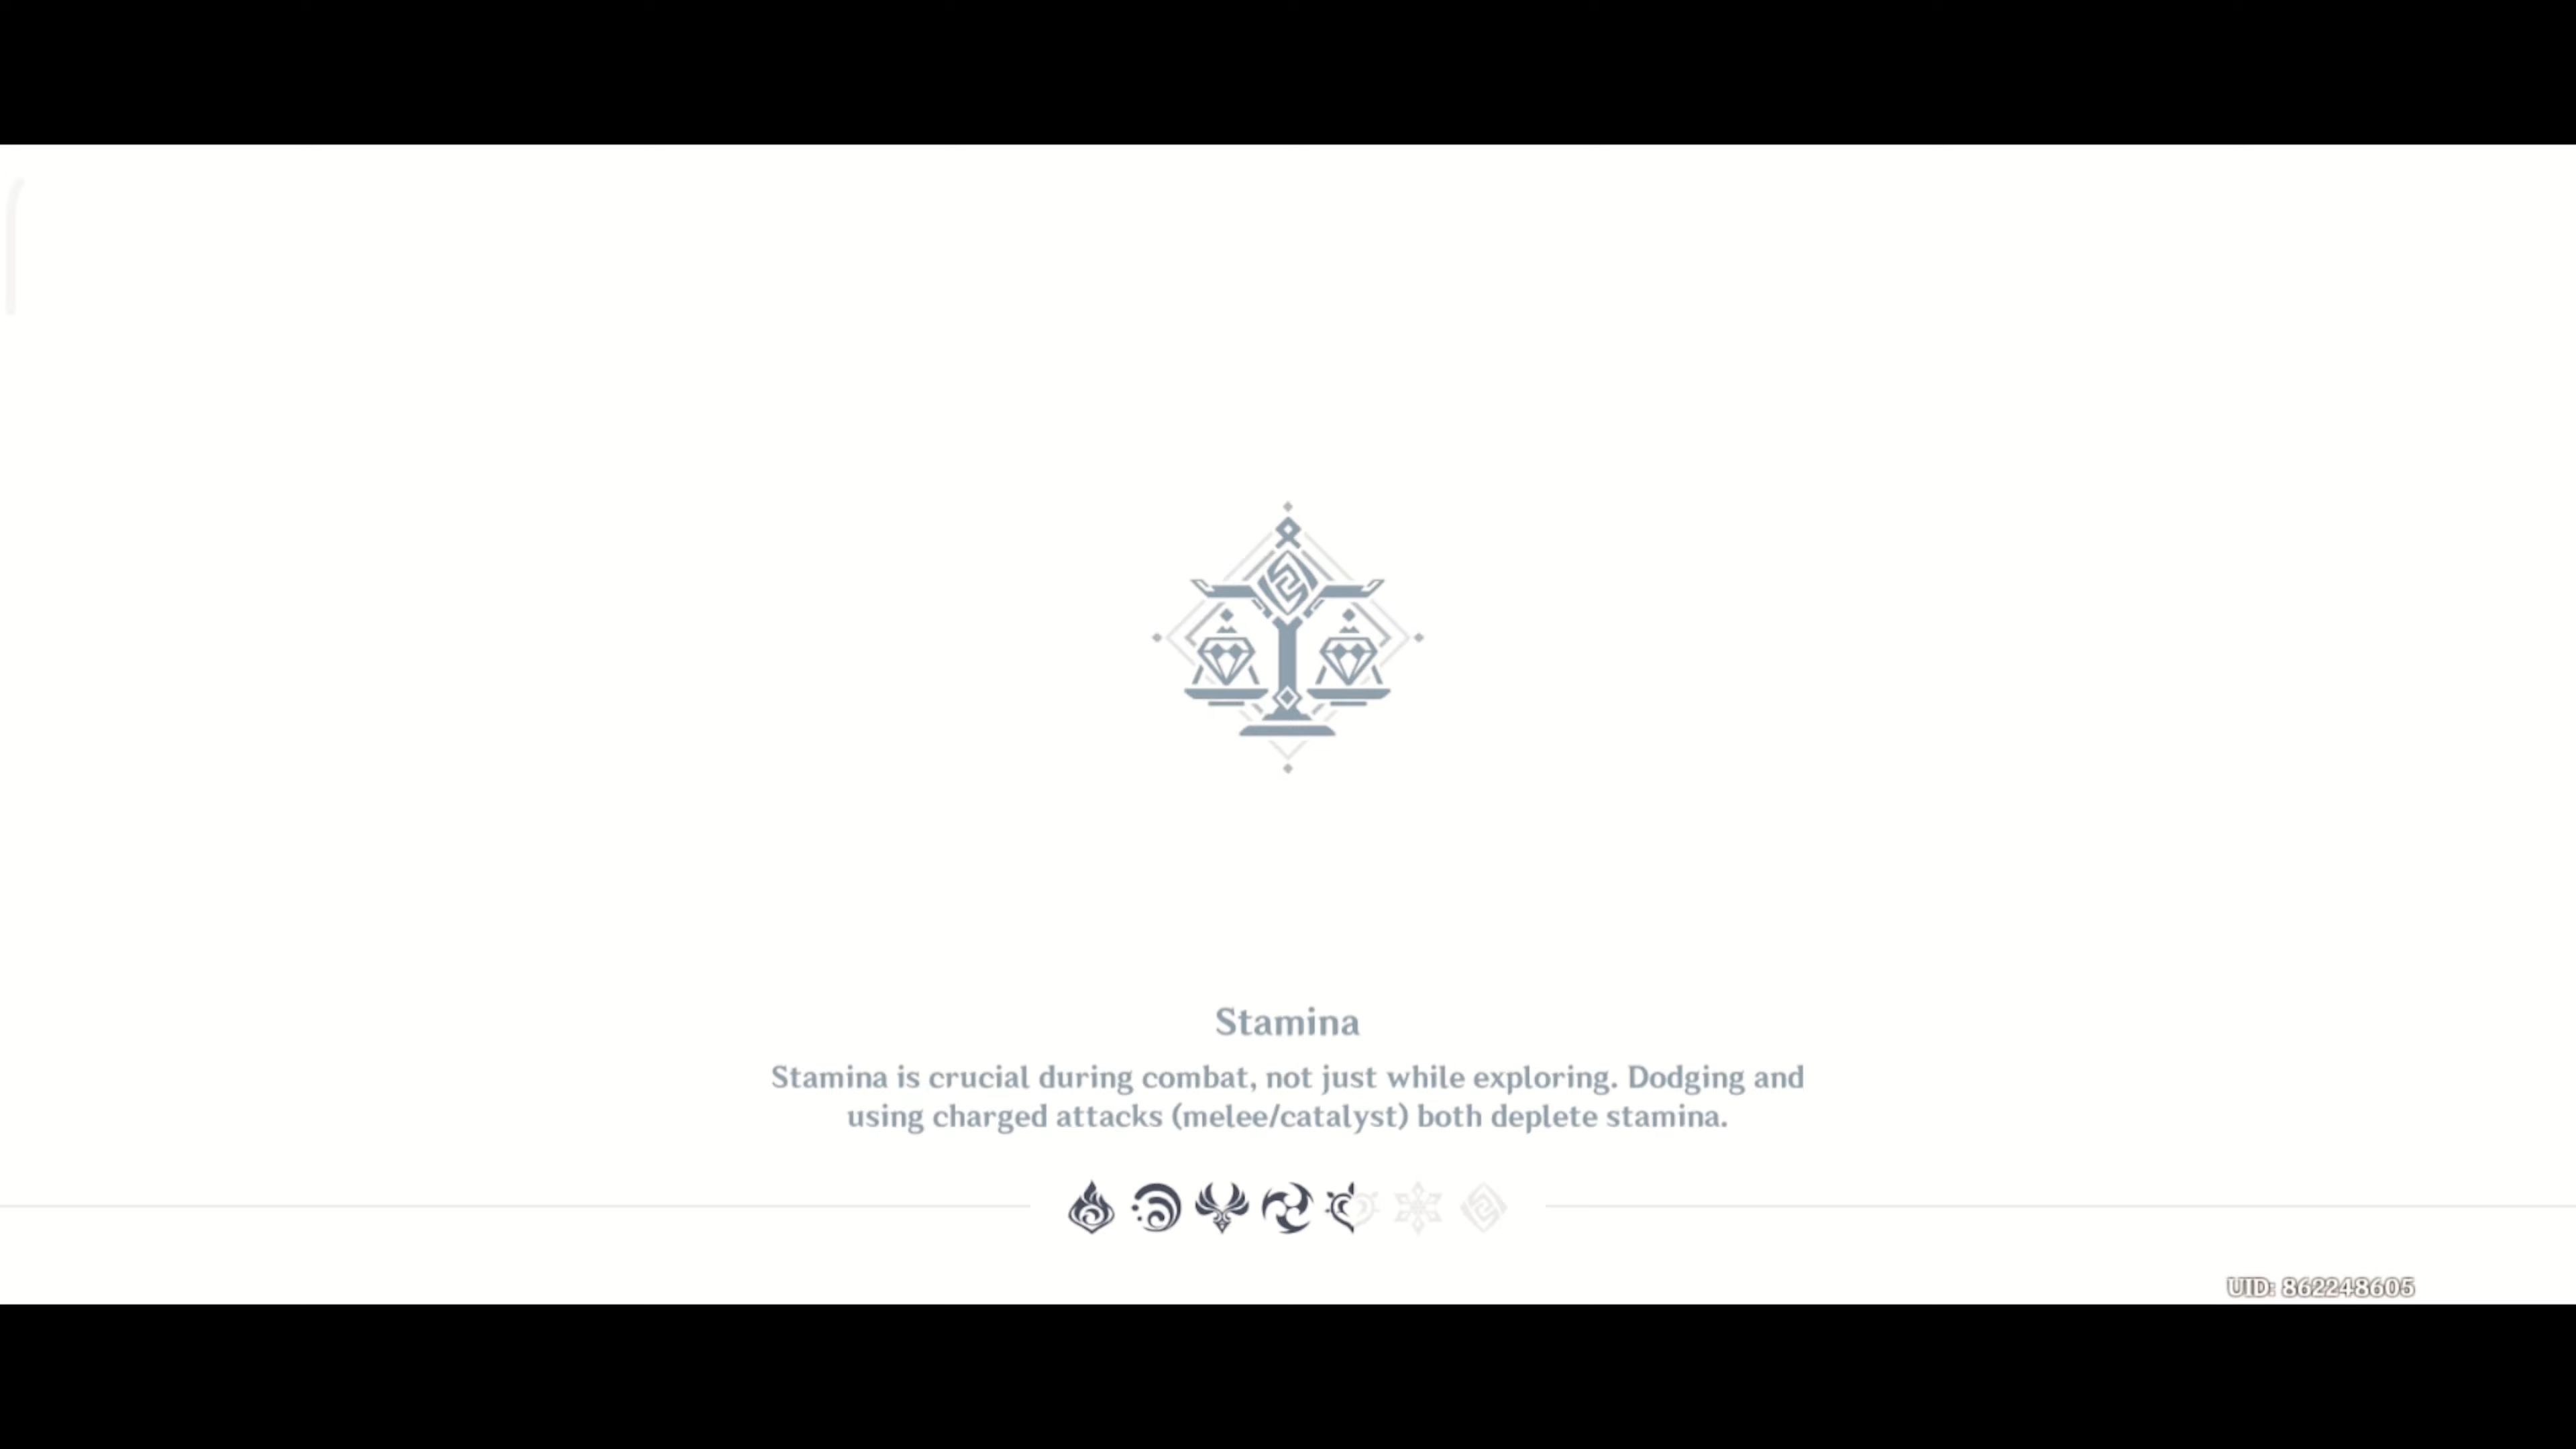 Stamina
Stamina is crucial during combat, not just while exploring. Dodging and
using charged attacks (melee/catalyst) both deplete stamina.
UID: 862248605